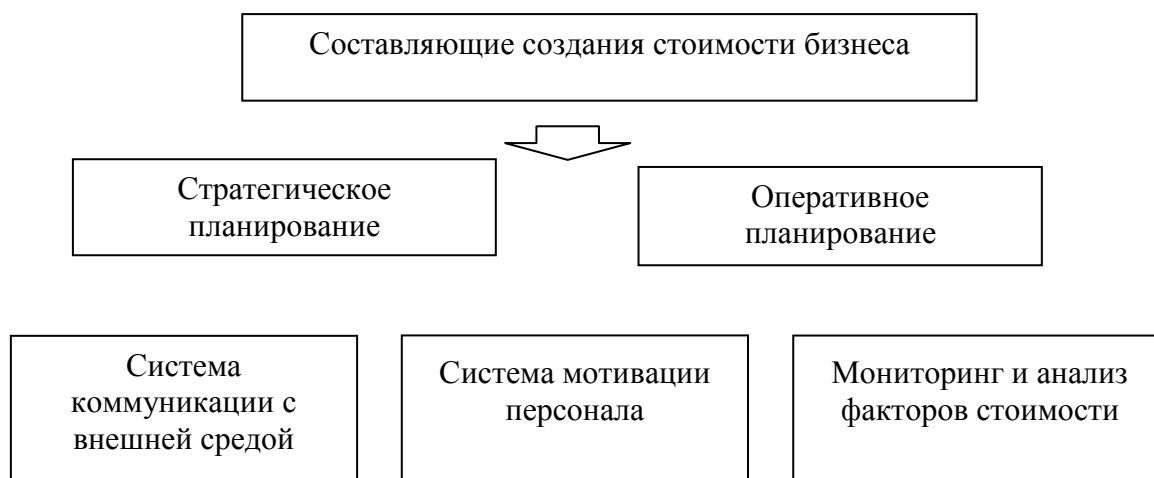 Составляющие создания стоимости бизнеса
Стратегическое
планирование
Оперативное
планирование
Система
коммуникации с
внешней средой
Система мотивации
персонала
Мониторинг и анализ
факторов стоимости